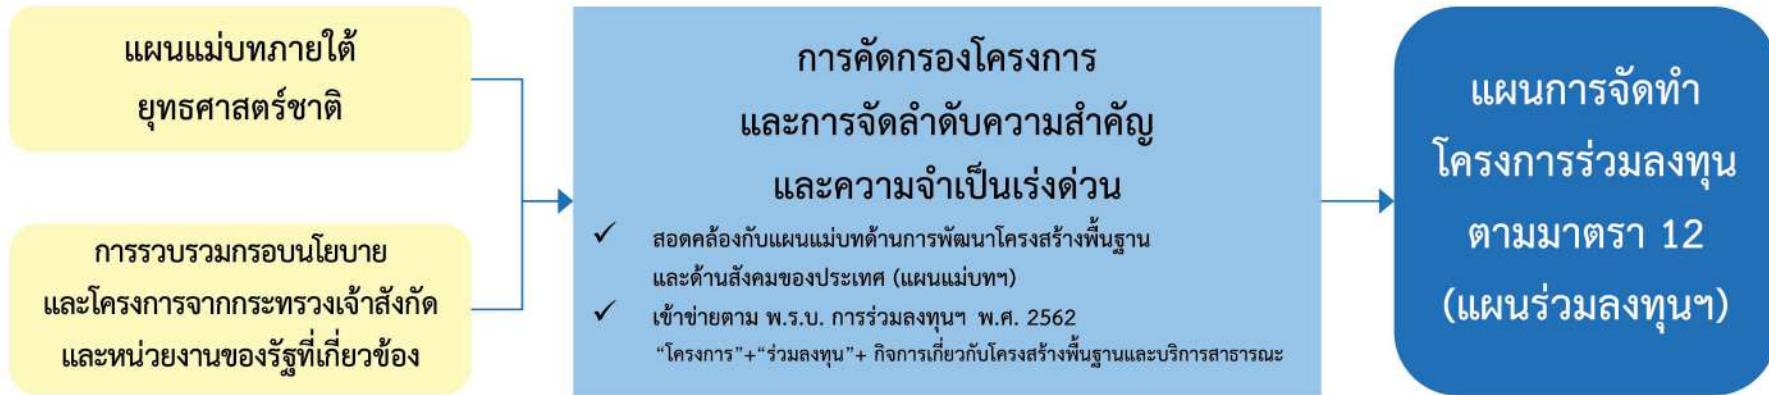 แผนแม่บทภายใต้
ยุทธศาสตร์ชาติ
การรวบรวมกรอบนโยบาย
และโครงการจากกระทรวงเจ้าสังกัด
และหน่วยงานของรัฐที่เกี่ยวข้อง
การคัดกรองโครงการ
และการจัดลำดับความสำคัญ
และความจำเป็นเร่งด่วน
✓ สอดคล้องกับแผนแม่บทด้านการพัฒนาโครงสร้างพื้นฐาน
และด้านสังคมของประเทศ (แผนแม่บทฯ)
✓ เข้าข่ายตาม พ.ร.บ. การร่วมลงทุนฯ พ.ศ. 2562
“โครงการ”+“ร่วมลงทุน”+ กิจการเกี่ยวกับโครงสร้างพื้นฐานและบริการสาธารณะ
แผนการจัดทำ
โครงการร่วมลงทุน
ตามมาตรา 12
(แผนร่วมลงทุนฯ)